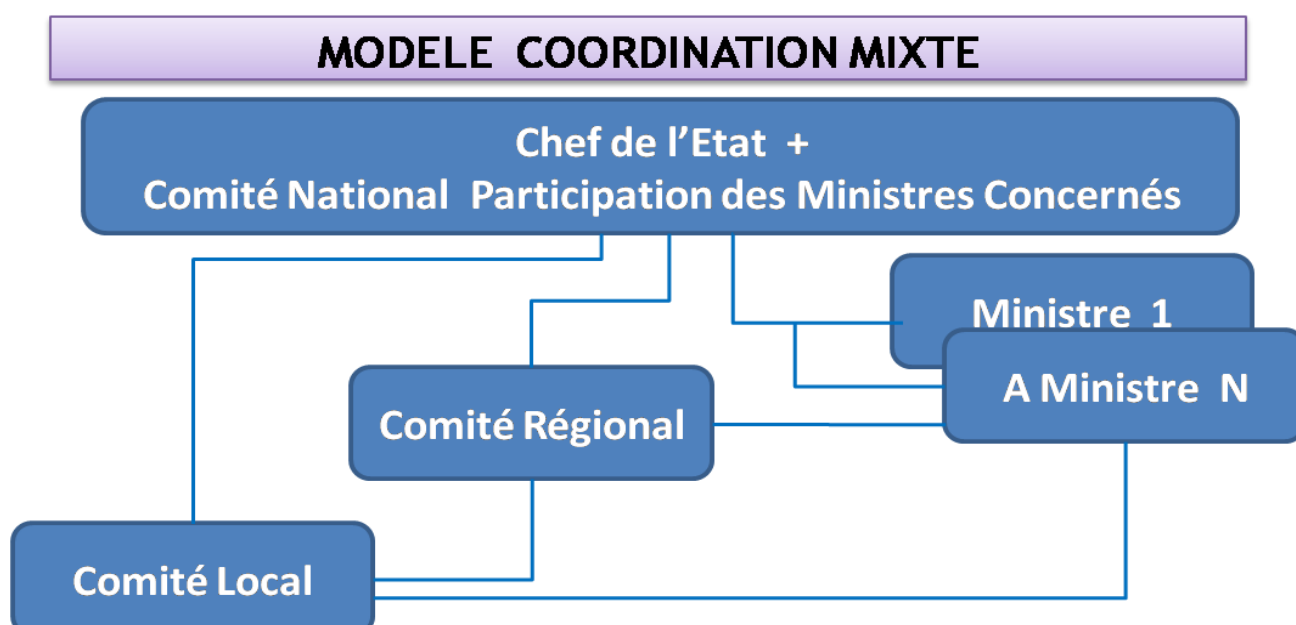 MODELE COORDINATION MIXTE
Chef de l’Etat +
Comité National Participation des Ministres Concernés
Ministre 1
A Ministre N
Comité Régional
Comité Local